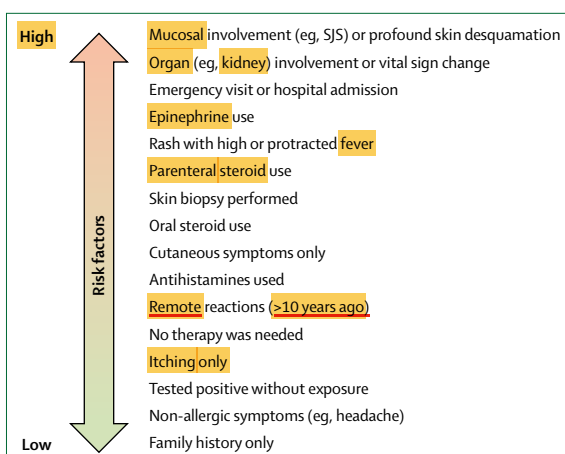 High
Mucosal involvement (eg, SJS) or profound skin desquamation
Organ (eg, kidney) involvement or vital sign change
Emergency visit or hospital admission
Epinephrine use
Rash with high or protracted fever
Parenteral steroid use
Skin biopsy performed
Oral steroid use
Cutaneous symptoms only
Antihistamines used
Remote reactions (>10 years ago)
No therapy was needed
Itching only
Tested positive without exposure
Non-allergic symptoms (eg, headache)
Family history only
Risk factors
Low